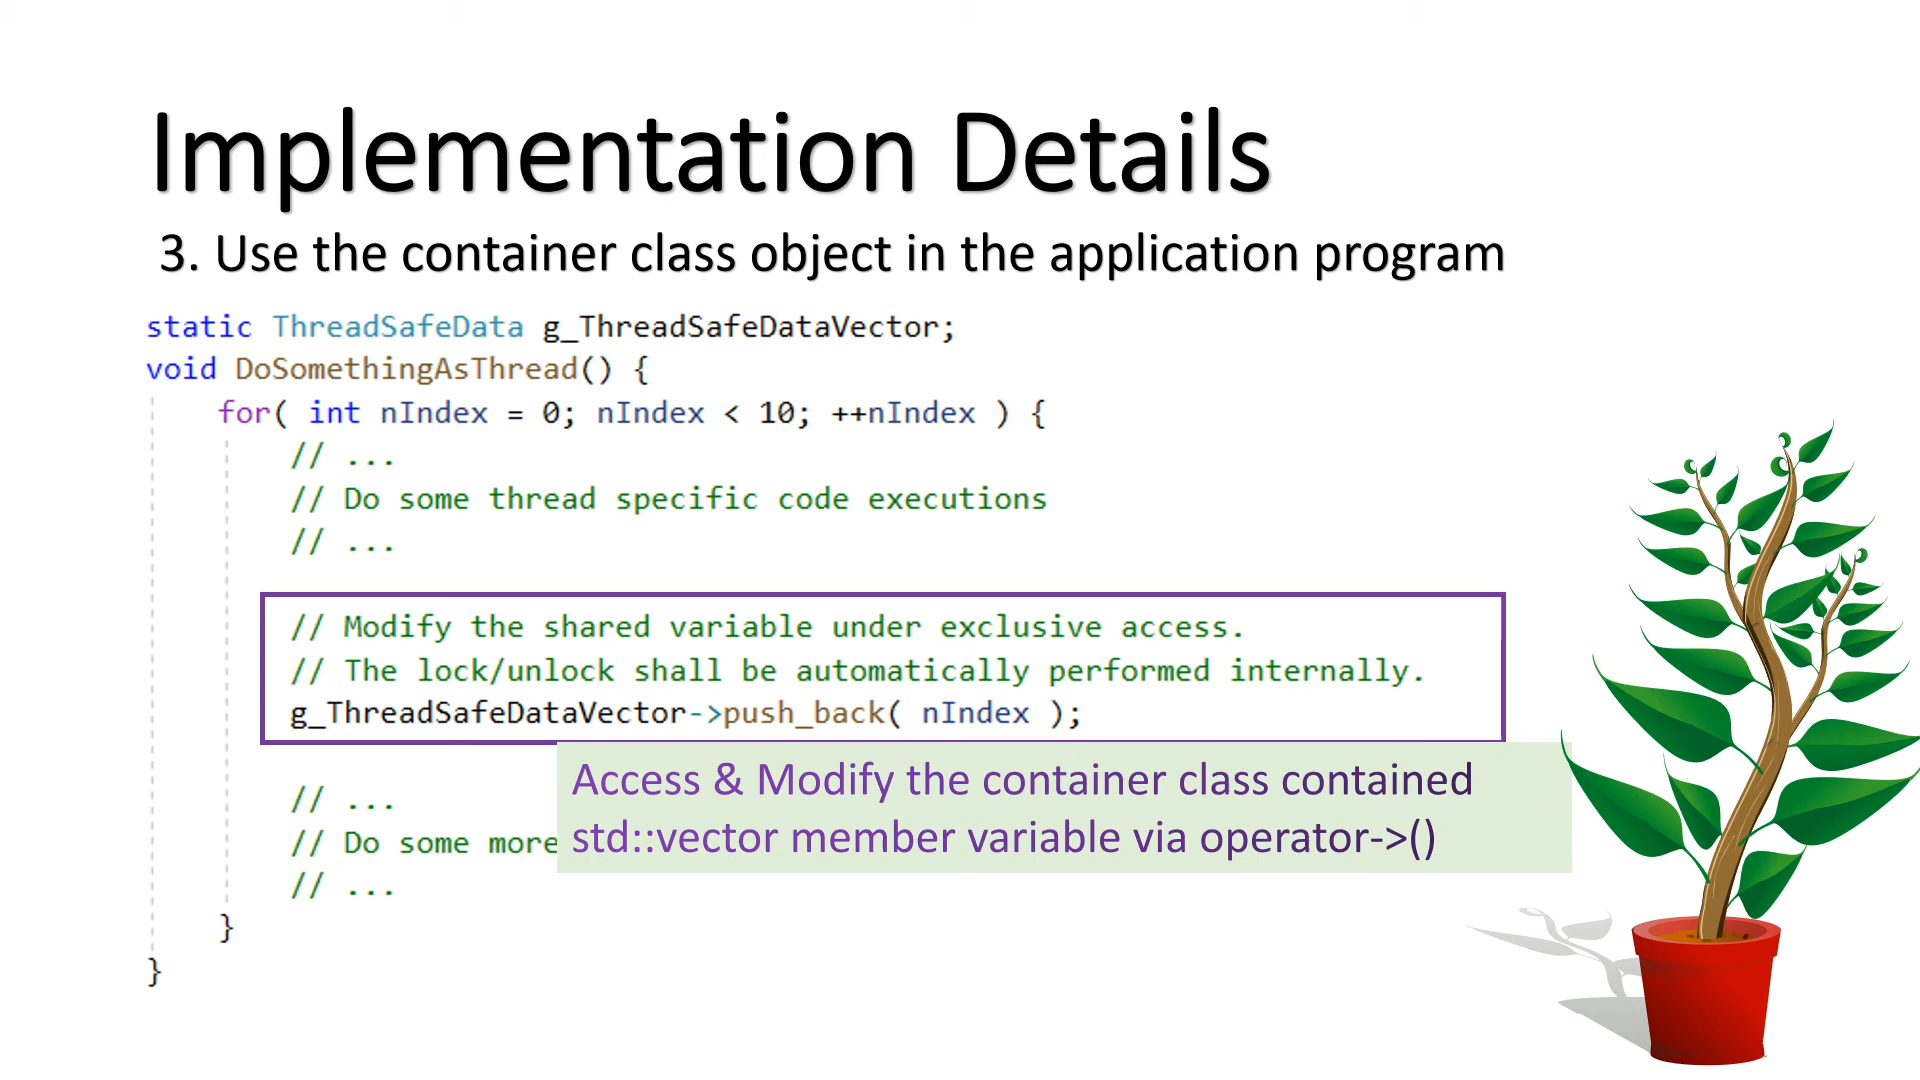 Implementation Details
3. Use the container class object in the application program
static ThreadSafeData g_ThreadSafeDataVector;
void DoSomethingAsThread() {
for( int nIndex = 0; nIndex < 10; ++nIndex ) {
// ...
// Do some thread specific code executions
// ...
// Modify the shared variable under exclusive access.
// The lock/unlock shall be automatically performed internally.
g_ThreadSafeDataVector->push_back( nIndex );
Access & Modify the container class contained
std::vector member variable via operator->()
// ...
// Do some more
// ...
}
}